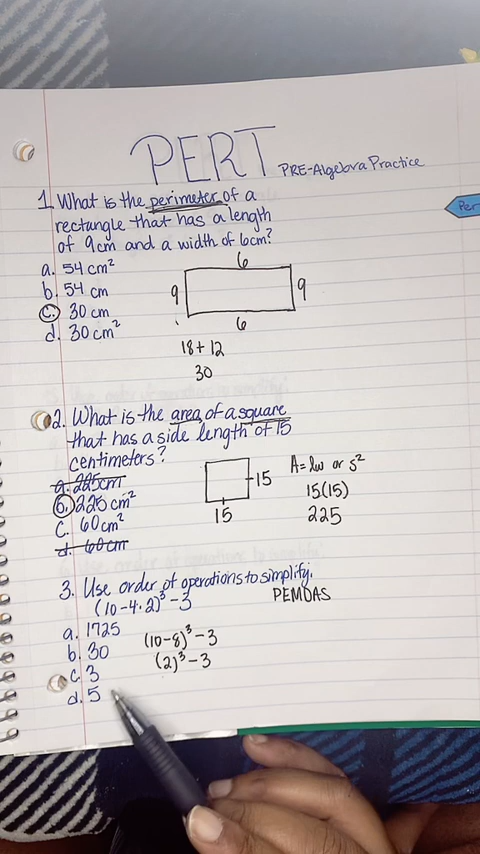 PERT PRE-Algebra Practice
Per
1. What is the perimeter of a
rectangle that has a length
of 9cm and a width of 6cm?
a. 54 cm²
b. 54 cm
c. 30 cm
d. 30 cm²
6
9
9
6
18 + 12
30
2. What is the area of a square
that has a side length of 15
centimeters?
a. 225cm
b. 225 cm²
c. 60 cm²
d. 60 cm
15
15
A = lw or s²
15(15)
225
3. Use order of operations to simplify.
(10-4·2)³-3
PEMDAS
a. 1725
b. 30
c. 3
d. 5
(10-8)³-3
(2)³-3